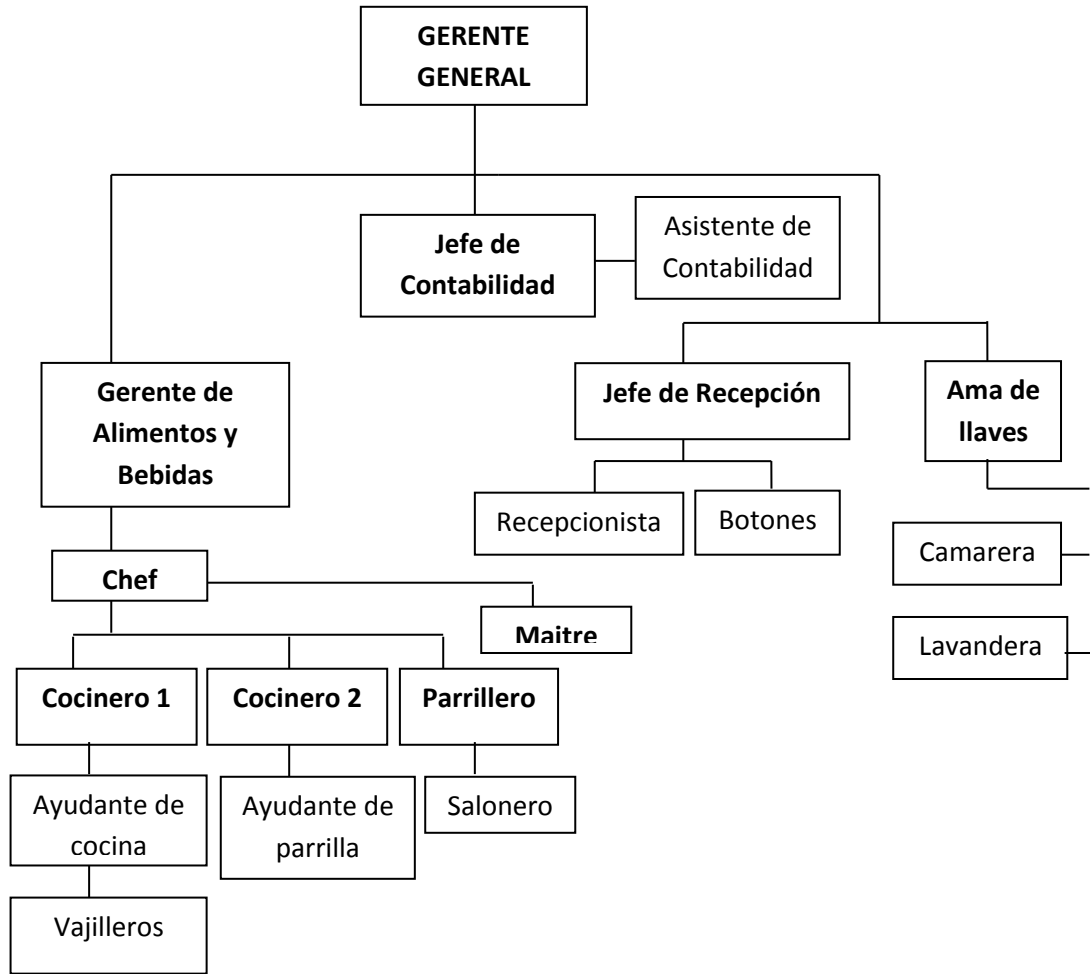 GERENTE
GENERAL
Jefe de
Contabilidad
Asistente de
Contabilidad
Gerente de
Alimentos y
Bebidas
Jefe de Recepción
Ama de
llaves
Recepcionista
Botones
Camarera
Lavandera
Chef
Maitre
Cocinero 1
Cocinero 2
Parrillero
Ayudante de
cocina
Ayudante de
parrilla
Salonero
Vajilleros